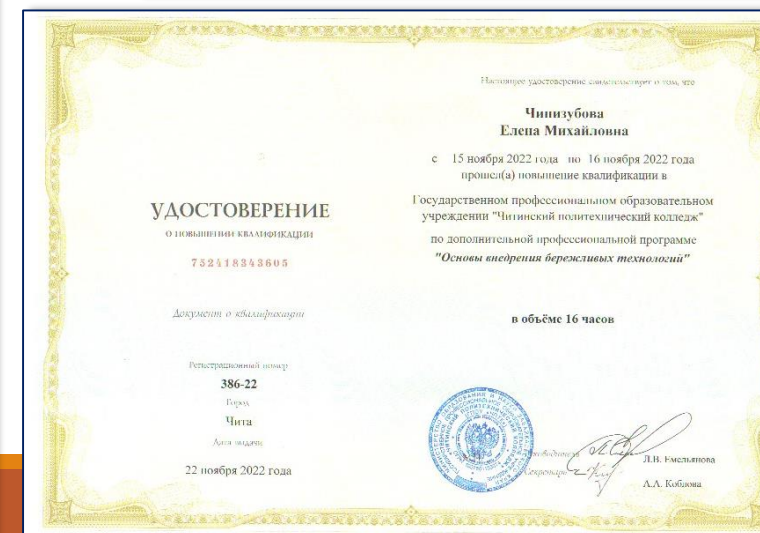 УДОСТОВЕРЕНИЕ
О ПОВЫШЕНИИ КВАЛИФИКАЦИИ
752418343605
Документ о квалификации
Регистрационный номер
386-22
Город
Чита
Дата выдачи
22 ноября 2022 года
Настоящее удостоверение свидетельствует о том, что
Чипизубова
Елена Михайловна
с 15 ноября 2022 года по 16 ноября 2022 года
прошел(а) повышение квалификации в
Государственном профессиональном образовательном
учреждении "Читинский политехнический колледж"
по дополнительной профессиональной программе
"Основы внедрения бережливых технологий"
в объёме 16 часов
Руководитель
Л.В. Емельянова
Секретарь